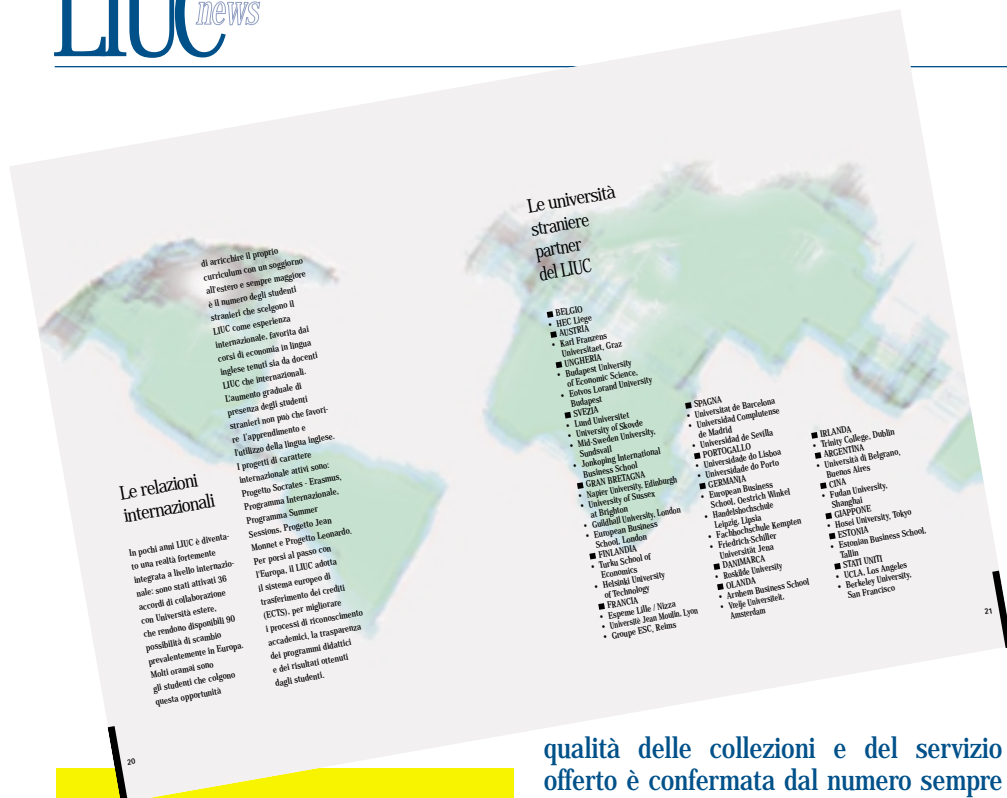 LIUC news
Le relazioni
internazionali
In pochi anni LIUC è diventa-
to una realtà fortemente
integrata a livello internazio-
nale: sono stati attivati 36
accordi di collaborazione
con Università estere,
che rendono disponibili 90
possibilità di scambio
prevalentemente in Europa.
Molti oramai sono
gli studenti che colgono
questa opportunità
di arricchire il proprio
curriculum con un soggiorno
all'estero e sempre maggiore
è il numero degli studenti
stranieri che scelgono il
LIUC come esperienza
internazionale, favorita dai
corsi di economia in lingua
inglese tenuti sia da docenti
LIUC che internazionali.
L'aumento graduale di
presenza degli studenti
stranieri non può che favori-
re l'apprendimento e
l'utilizzo della lingua inglese.
I progetti di carattere
internazionale attivi sono:
Progetto Socrates - Erasmus,
Programma Internazionale,
Programma Summer
Sessions, Progetto Jean
Monnet e Progetto Leonardo.
Per porsi al passo con
l'Europa, il LIUC adotta
il sistema europeo di
trasferimento dei crediti
(ECTS), per migliorare
i processi di riconoscimento
accademici, la trasparenza
dei programmi didattici
e dei risultati ottenuti
dagli studenti.
20
Le università
straniere
partner
del LIUC
■ BELGIO
• HEC Liege
■ AUSTRIA
• Karl Franzens
Universitaet, Graz
■ UNGHERIA
• Budapest University
of Economic Science,
• Eotvos Lorand University
Budapest
■ SVEZIA
• Lund Universitet
• University of Skovde
• Mid-Sweden University,
Sundsvall
• Jonkoping International
Business School
■ GRAN BRETAGNA
• Napier University, Edinburgh
• University of Sussex
at Brighton
• Guildhall University, London
• European Business
School, London
■ FINLANDIA
• Turku School of
Economics
• Helsinki University
of Technology
■ FRANCIA
• Espeme Lille / Nizza
• Universitè Jean Moulin, Lyon
• Groupe ESC, Reims
■ SPAGNA
• Universitat de Barcelona
• Universidad Complutense
de Madrid
• Universidad de Sevilla
■ PORTOGALLO
• Universidade do Lisboa
• Universidade do Porto
■ GERMANIA
• European Business
School, Oestrich Winkel
• Handelshochschule
Leipzig, Lipsia
• Fachhochschule Kempten
• Friedrich-Schiller
Universität Jena
■ DANIMARCA
• Roskilde University
■ OLANDA
• Arnhem Business School
• Vreije Universiteit,
Amsterdam
■ IRLANDA
• Trinity College, Dublin
■ ARGENTINA
• Università di Belgrano,
Buenos Aires
■ CINA
• Fudan University,
Shanghai
■ GIAPPONE
• Hosei University, Tokyo
■ ESTONIA
• Estonian Business School,
Tallin
■ STATI UNITI
• UCLA, Los Angeles
• Berkeley University,
San Francisco
21
qualità delle collezioni e del servizio
offerto è confermata dal numero sempre